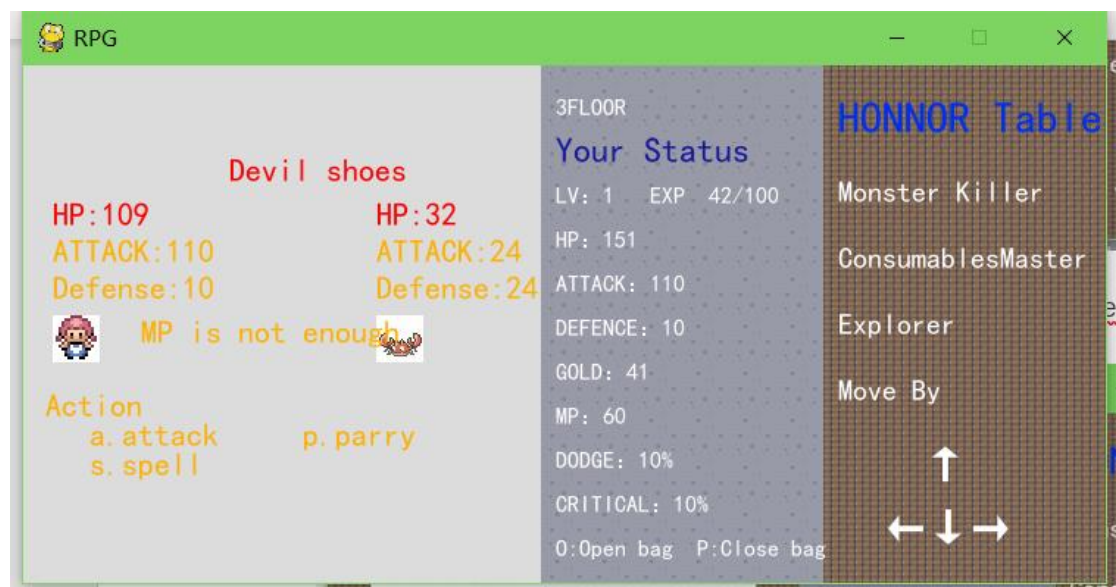 RPG
Devil shoes
HP:109 HP:32
ATTACK:110 ATTACK:24
Defense:10 Defense:24
MP is not enough
Action
a.attack p.parry
s.spell
3FLOOR
Your Status
LV: 1 EXP 42/100
HP: 151
ATTACK: 110
DEFENCE: 10
GOLD: 41
MP: 60
DODGE: 10%
CRITICAL: 10%
O:Open bag P:Close bag
HONNOR Table
Monster Killer
ConsumablesMaster
Explorer
Move By
↑
←↓→